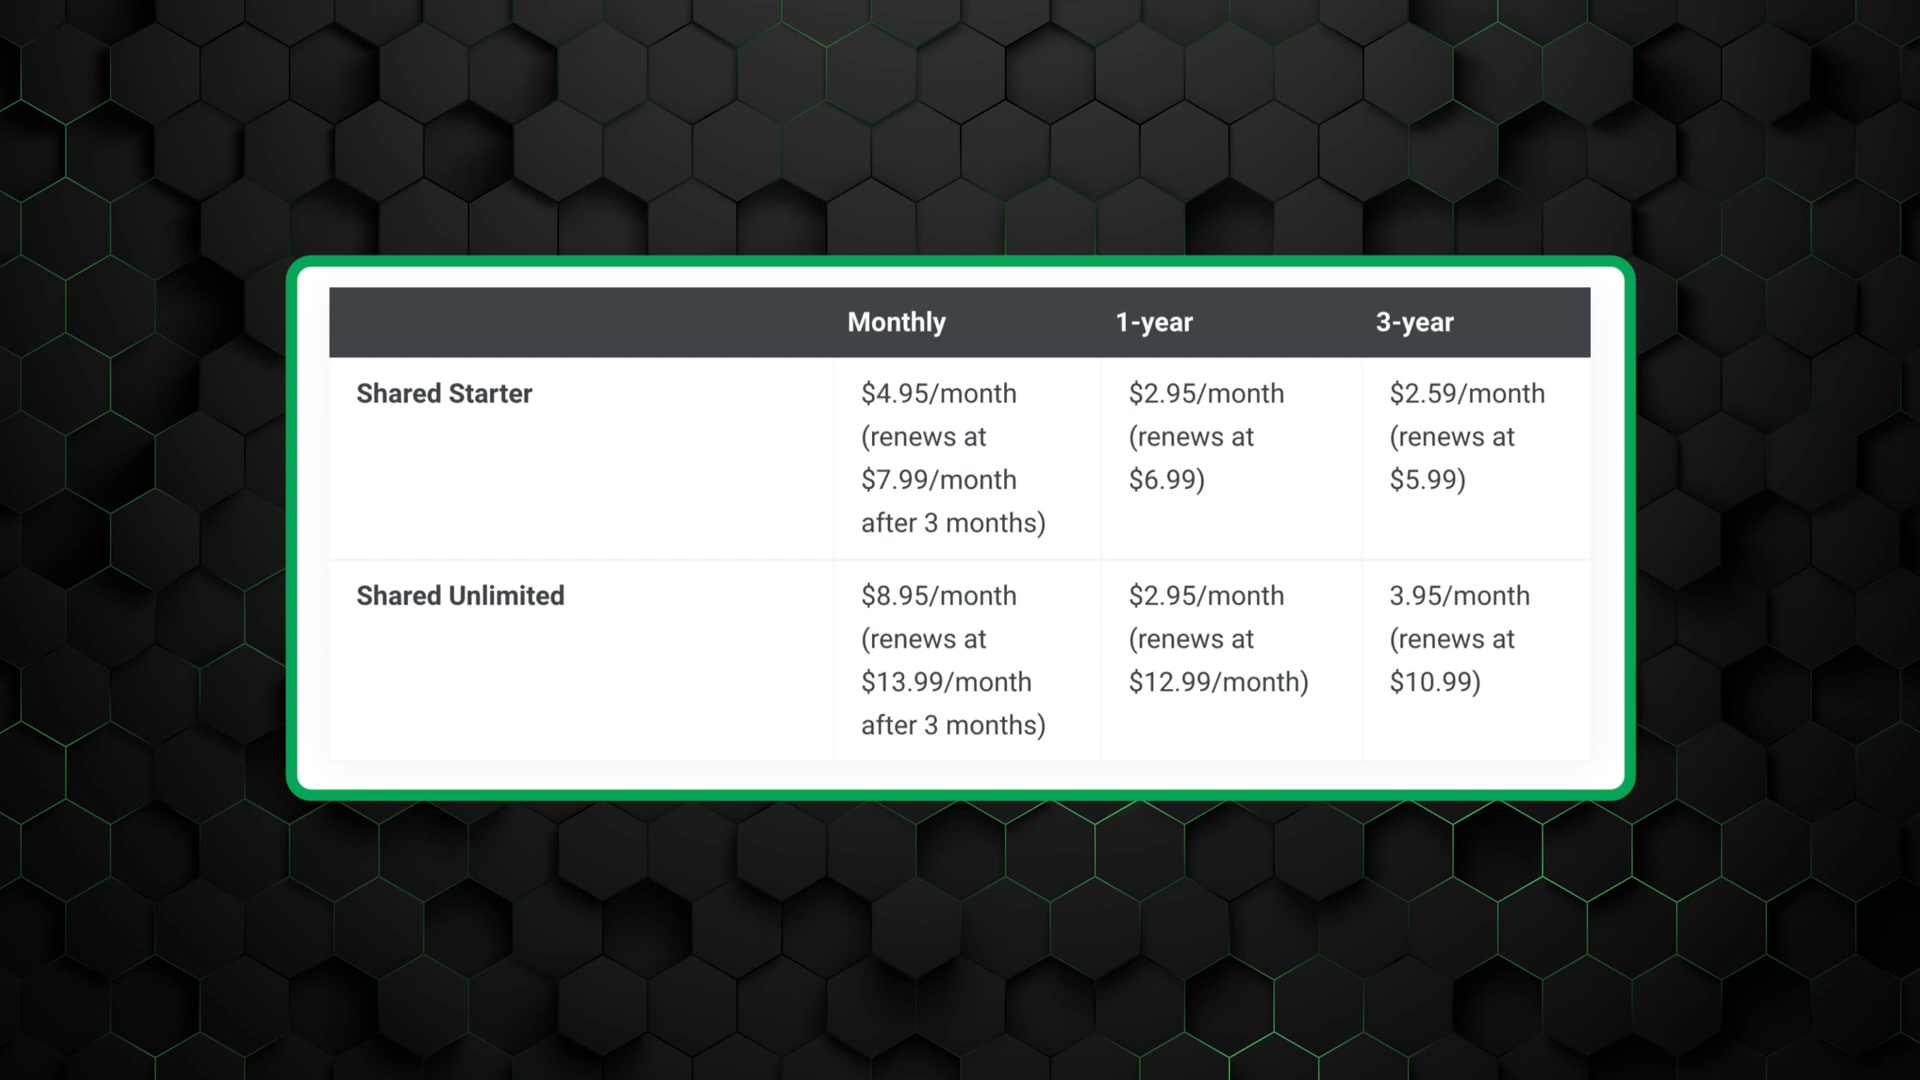 Monthly 1-year 3-year
Shared Starter $4.95/month $2.95/month $2.59/month
(renews at (renews at (renews at
$7.99/month $6.99) $5.99)
after 3 months)
Shared Unlimited $8.95/month $2.95/month 3.95/month
(renews at (renews at (renews at
$13.99/month $12.99/month) $10.99)
after 3 months)